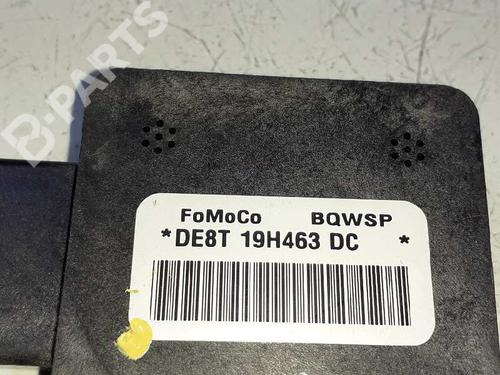 B-PARTS
FoMoCo BQWSP
*DE8T 19H463 DC *